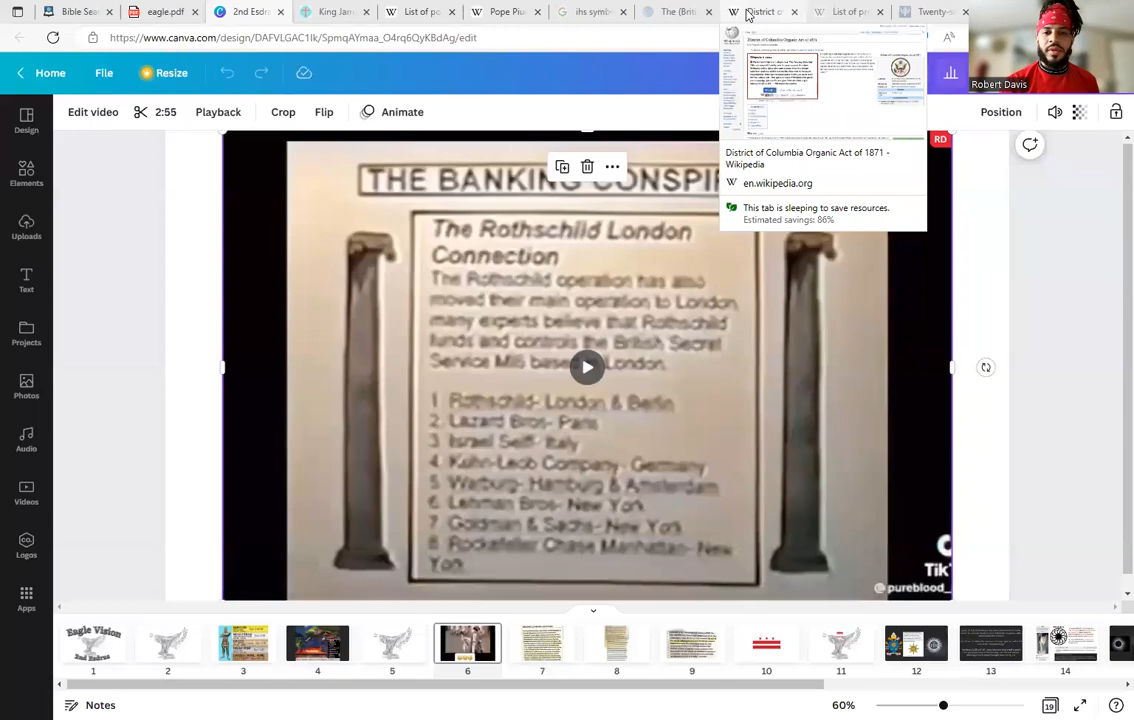 Bible Sea
eagle.pdf
2nd Esdra
King Jam
List of po
Pope Piu
ihs symb
The (Brit
District o
List of pr
Twenty-s
https://www.canva.com/design/DAFVLGAC1Ik/SpmqAYmaa_O4rq6QyKBdAg/edit
Home
File
Resize
Robert Davis
Edit video
2:55
Playback
Crop
Flip
Animate
Position
District of Columbia Organic Act of 1871 -
Wikipedia
en.wikipedia.org
This tab is sleeping to save resources.
Estimated savings: 86%
RD
Design
Elements
Uploads
Text
Projects
Photos
Audio
Videos
Logos
Apps
THE BANKING CONSPI
The Rothschild London
Connection
The Rothschild operation has also
moved their main operation to London,
many experts believe that Rothschild
funds and controls the British Secret
Service MI6 based London.
1 Rothschild- London & Berlin
2. Lazard Bros- Paris
3. Israel Seiff- Italy
4. Kuhn-Leob Company- Germany
5. Warburg- Hamburg & Amsterdam
6. Lehman Bros- New York
7. Goldman & Sachs- New York
8. Rockafeller Chase Manhattan- New
York
TikT
pureblood_
Eagle Vision
2nd Esdras
1
2
3
4
5
6
7
8
9
10
11
12
13
14
Notes
60%
19